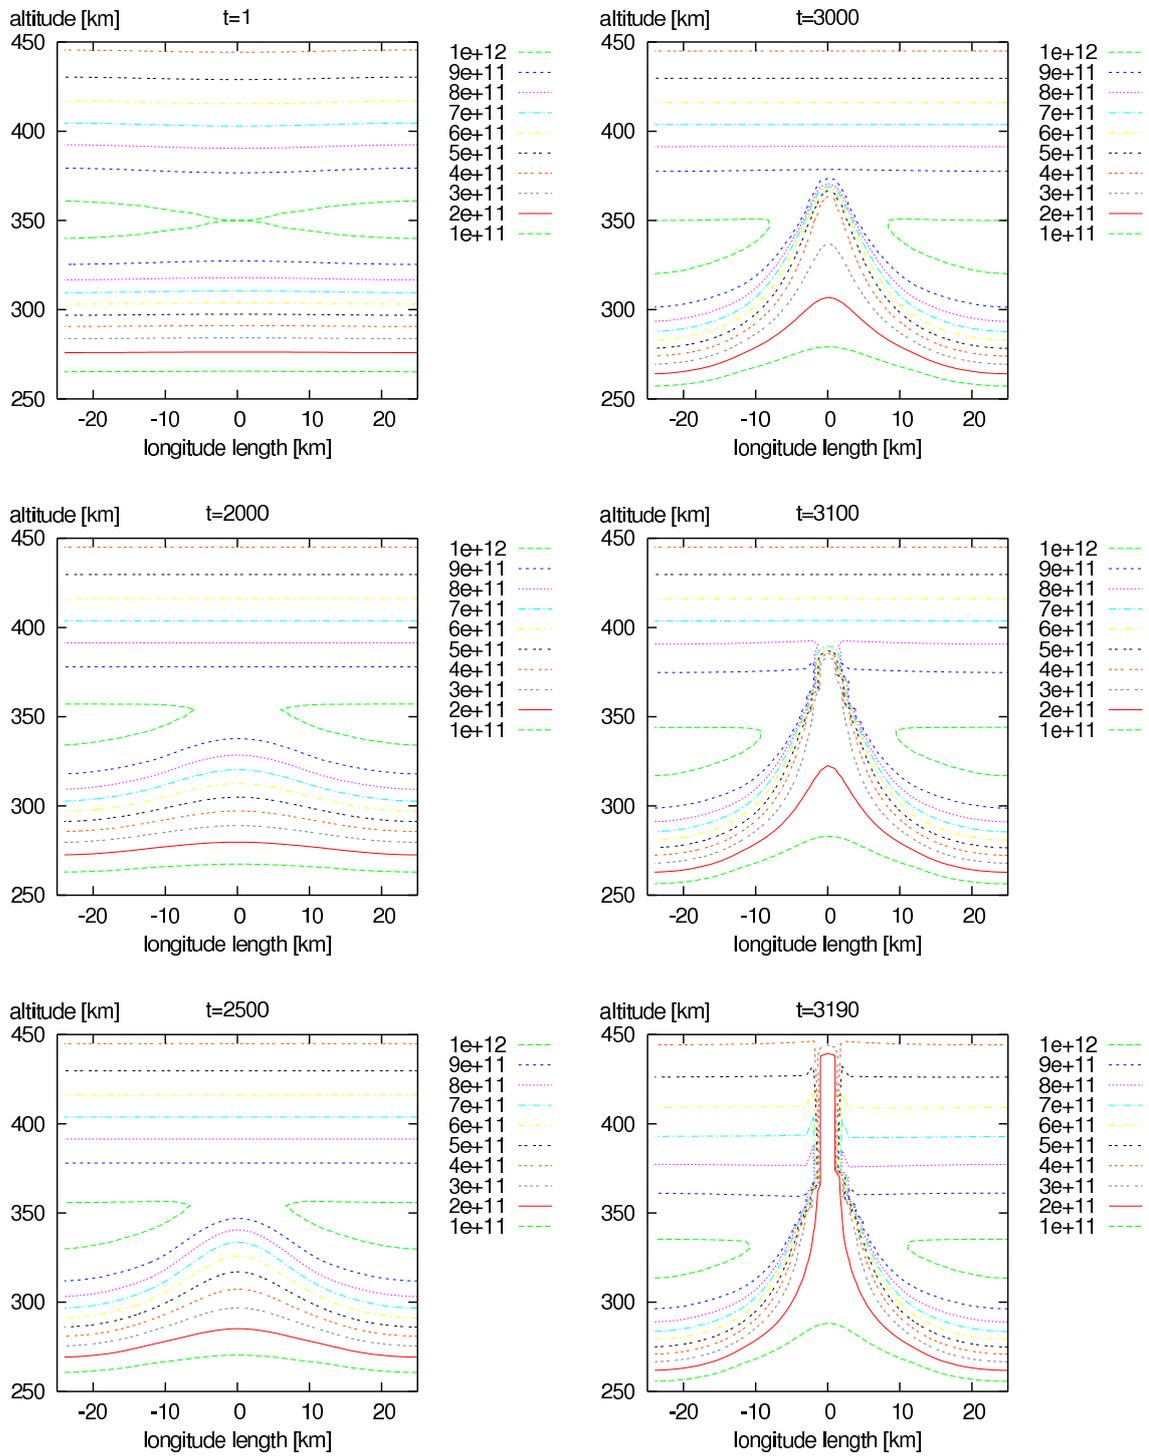 altitude [km] t=1
450
400
350
300
250
-20 -10 0 10 20
longitude length [km]
1e+12
9e+11
8e+11
7e+11
6e+11
5e+11
4e+11
3e+11
2e+11
1e+11
altitude [km] t=2000
450
400
350
300
250
-20 -10 0 10 20
longitude length [km]
1e+12
9e+11
8e+11
7e+11
6e+11
5e+11
4e+11
3e+11
2e+11
1e+11
altitude [km] t=2500
450
400
350
300
250
-20 -10 0 10 20
longitude length [km]
1e+12
9e+11
8e+11
7e+11
6e+11
5e+11
4e+11
3e+11
2e+11
1e+11
altitude [km] t=3000
450
400
350
300
250
-20 -10 0 10 20
longitude length [km]
1e+12
9e+11
8e+11
7e+11
6e+11
5e+11
4e+11
3e+11
2e+11
1e+11
altitude [km] t=3100
450
400
350
300
250
-20 -10 0 10 20
longitude length [km]
1e+12
9e+11
8e+11
7e+11
6e+11
5e+11
4e+11
3e+11
2e+11
1e+11
altitude [km] t=3190
450
400
350
300
250
-20 -10 0 10 20
longitude length [km]
1e+12
9e+11
8e+11
7e+11
6e+11
5e+11
4e+11
3e+11
2e+11
1e+11